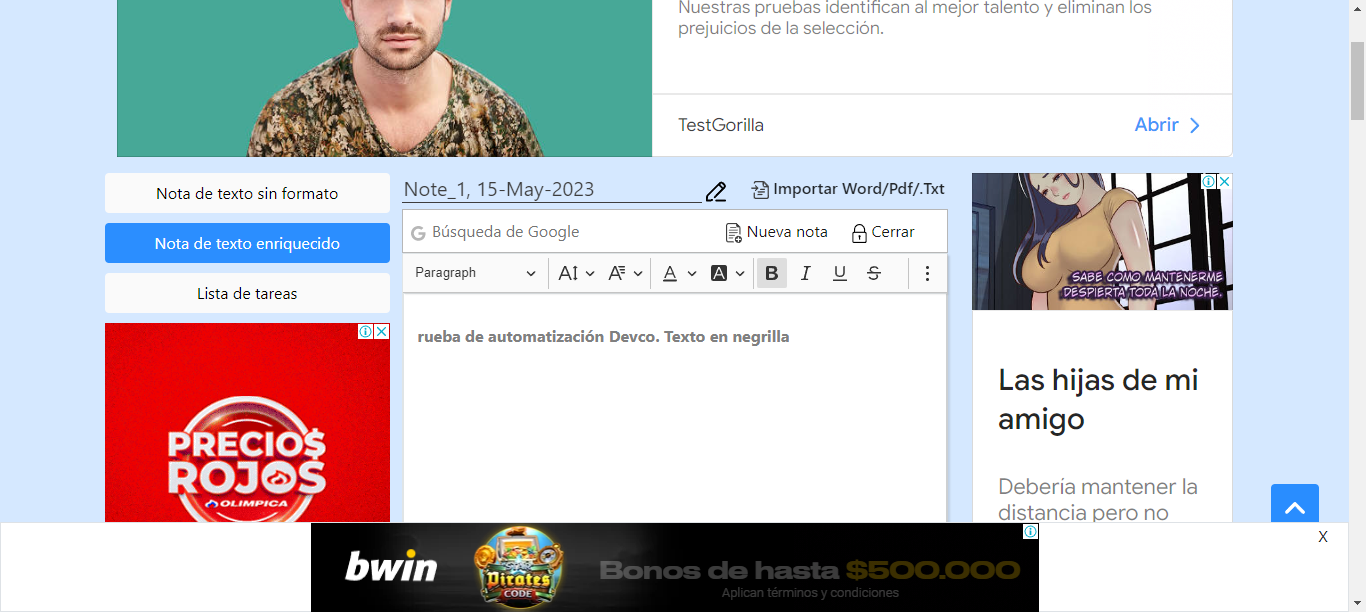 Nuestras pruebas identifican al mejor talento y eliminan los
prejuicios de la selección.
TestGorilla
Abrir
Nota de texto sin formato
Nota de texto enriquecido
Lista de tareas
Note_1, 15-May-2023
Importar Word/Pdf/.Txt
G Búsqueda de Google
Nueva nota
Cerrar
Paragraph
A
A
A
A
B
I
U
S
rueba de automatización Devco. Texto en negrilla
PRECIO$
ROJOS
OLIMPICA
SABE COMO MANTENERME
DESPIERTA TODA LA NOCHE.
Las hijas de mi
amigo
Debería mantener la
distancia pero no
bwin
STAR
Pirates
CODE
Bonos de hasta $500.000
Aplican términos y condiciones
X